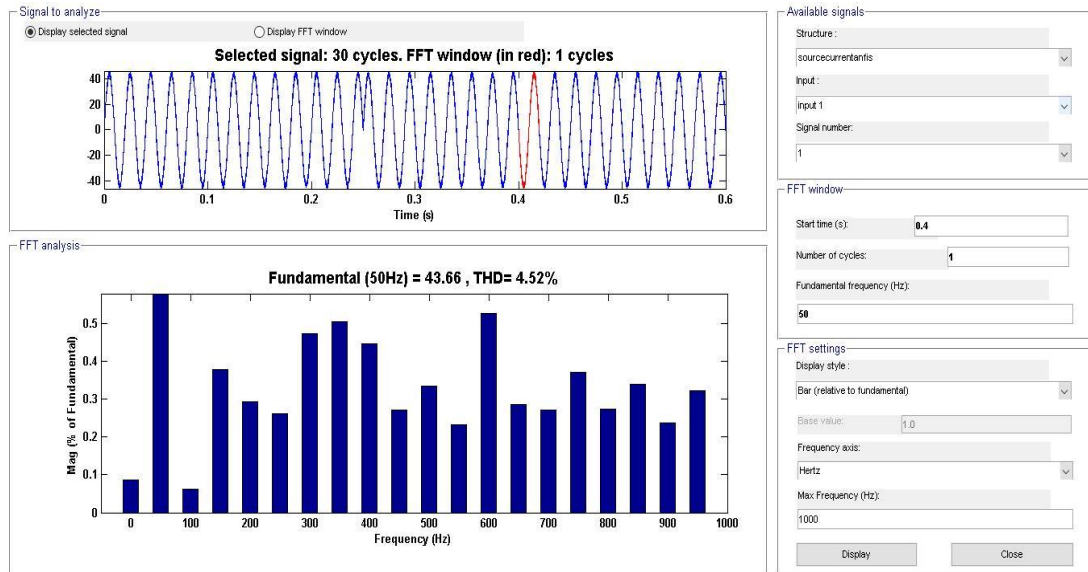 Signal to analyze
Display selected signal
Display FFT window
Selected signal: 30 cycles. FFT window (in red): 1 cycles
40
20
0
-20
-40
0
0.1
0.2
0.3
0.4
0.5
0.6
Time (s)
FFT analysis
Fundamental (50Hz) = 43.66 , THD= 4.52%
Mag (% of Fundamental)
0.5
0.4
0.3
0.2
0.1
0
0
100
200
300
400
500
600
700
800
900
1000
Frequency (Hz)
Available signals
Structure :
sourcecurrentanfis
Input :
input 1
Signal number:
1
FFT window
Start time (s):
0.4
Number of cycles:
1
Fundamental frequency (Hz):
50
FFT settings
Display style :
Bar (relative to fundamental)
Base value:
1.0
Frequency axis:
Hertz
Max Frequency (Hz):
1000
Display
Close